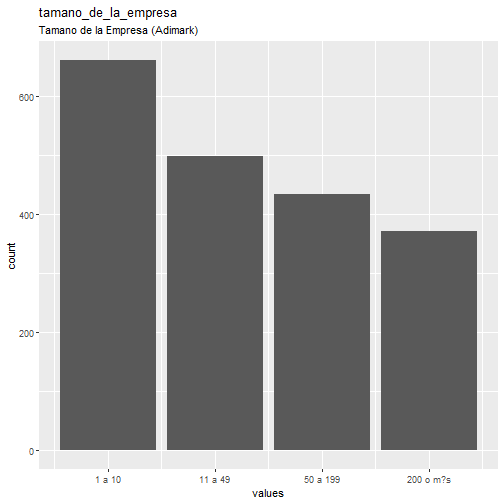 tamano_de_la_empresa
Tamano de la Empresa (Adimark)
600
400
200
0
count
1 a 10
11 a 49
50 a 199
200 o m?s
values